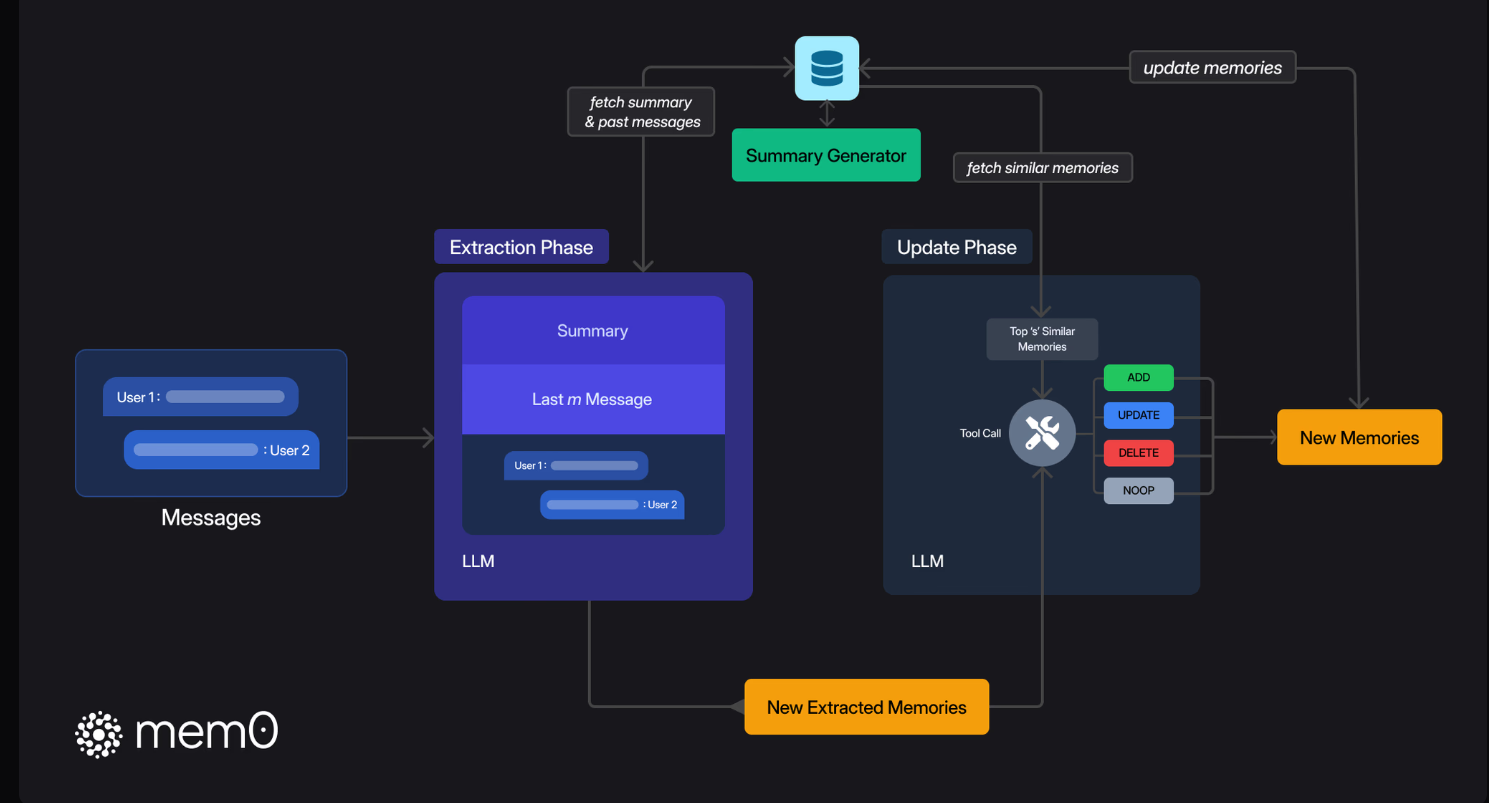 update memories
fetch summary
& past messages
Summary Generator
fetch similar memories
Extraction Phase
Summary
Last m Message
User 1:
: User 2
LLM
Update Phase
Top ‘s’ Similar
Memories
Tool Call
ADD
UPDATE
DELETE
NOOP
LLM
User 1:
: User 2
Messages
New Memories
New Extracted Memories
mem0